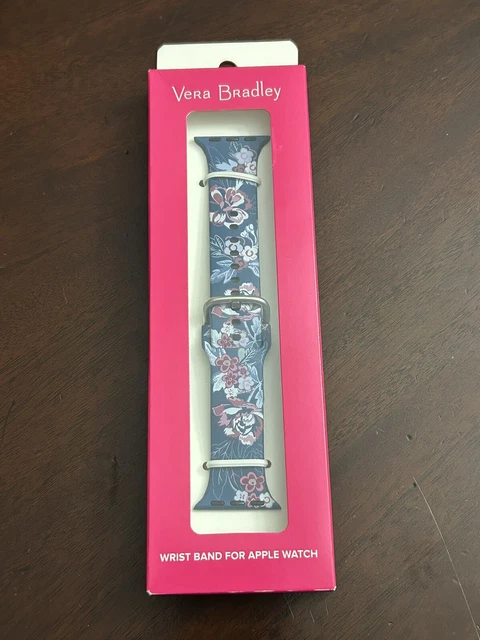 Vera Bradley
WRIST BAND FOR APPLE WATCH